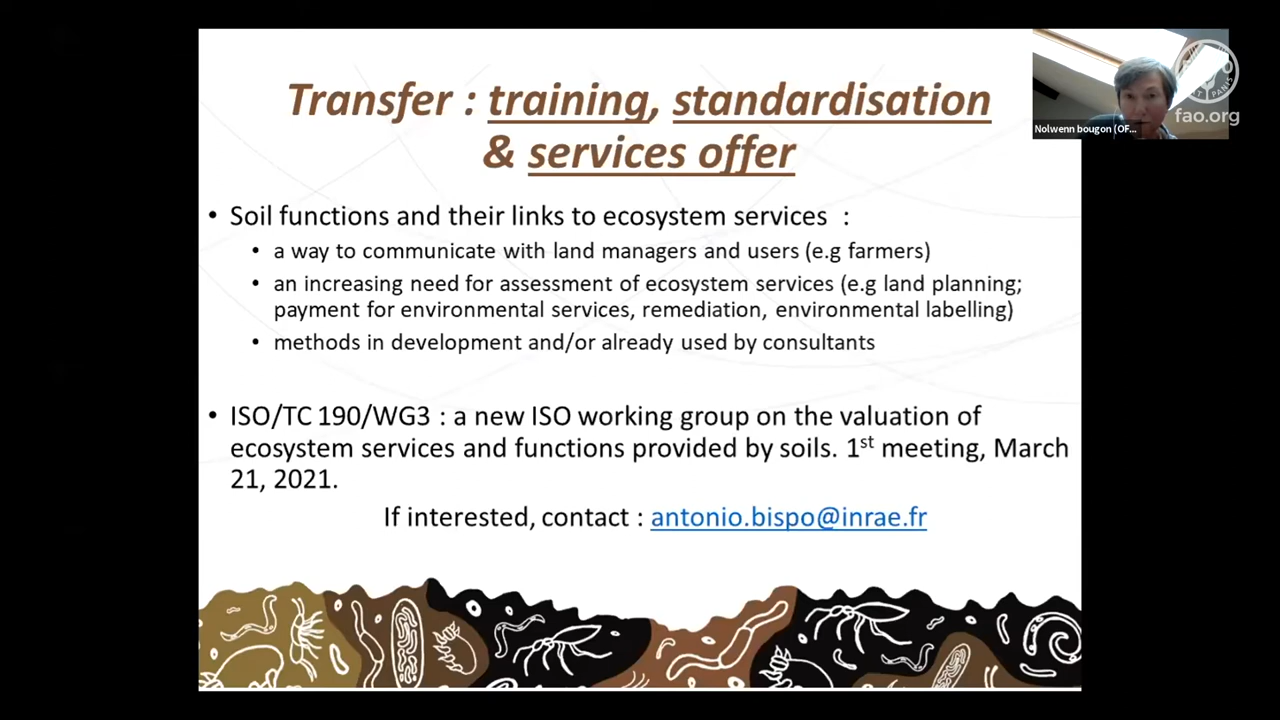 Transfer : training, standardisation
& services offer
fao.org
Nolwenn bougon (OF...
• Soil functions and their links to ecosystem services :
• a way to communicate with land managers and users (e.g farmers)
• an increasing need for assessment of ecosystem services (e.g land planning;
payment for environmental services, remediation, environmental labelling)
• methods in development and/or already used by consultants
• ISO/TC 190/WG3 : a new ISO working group on the valuation of
ecosystem services and functions provided by soils. 1st meeting, March
21, 2021.
If interested, contact : antonio.bispo@inrae.fr